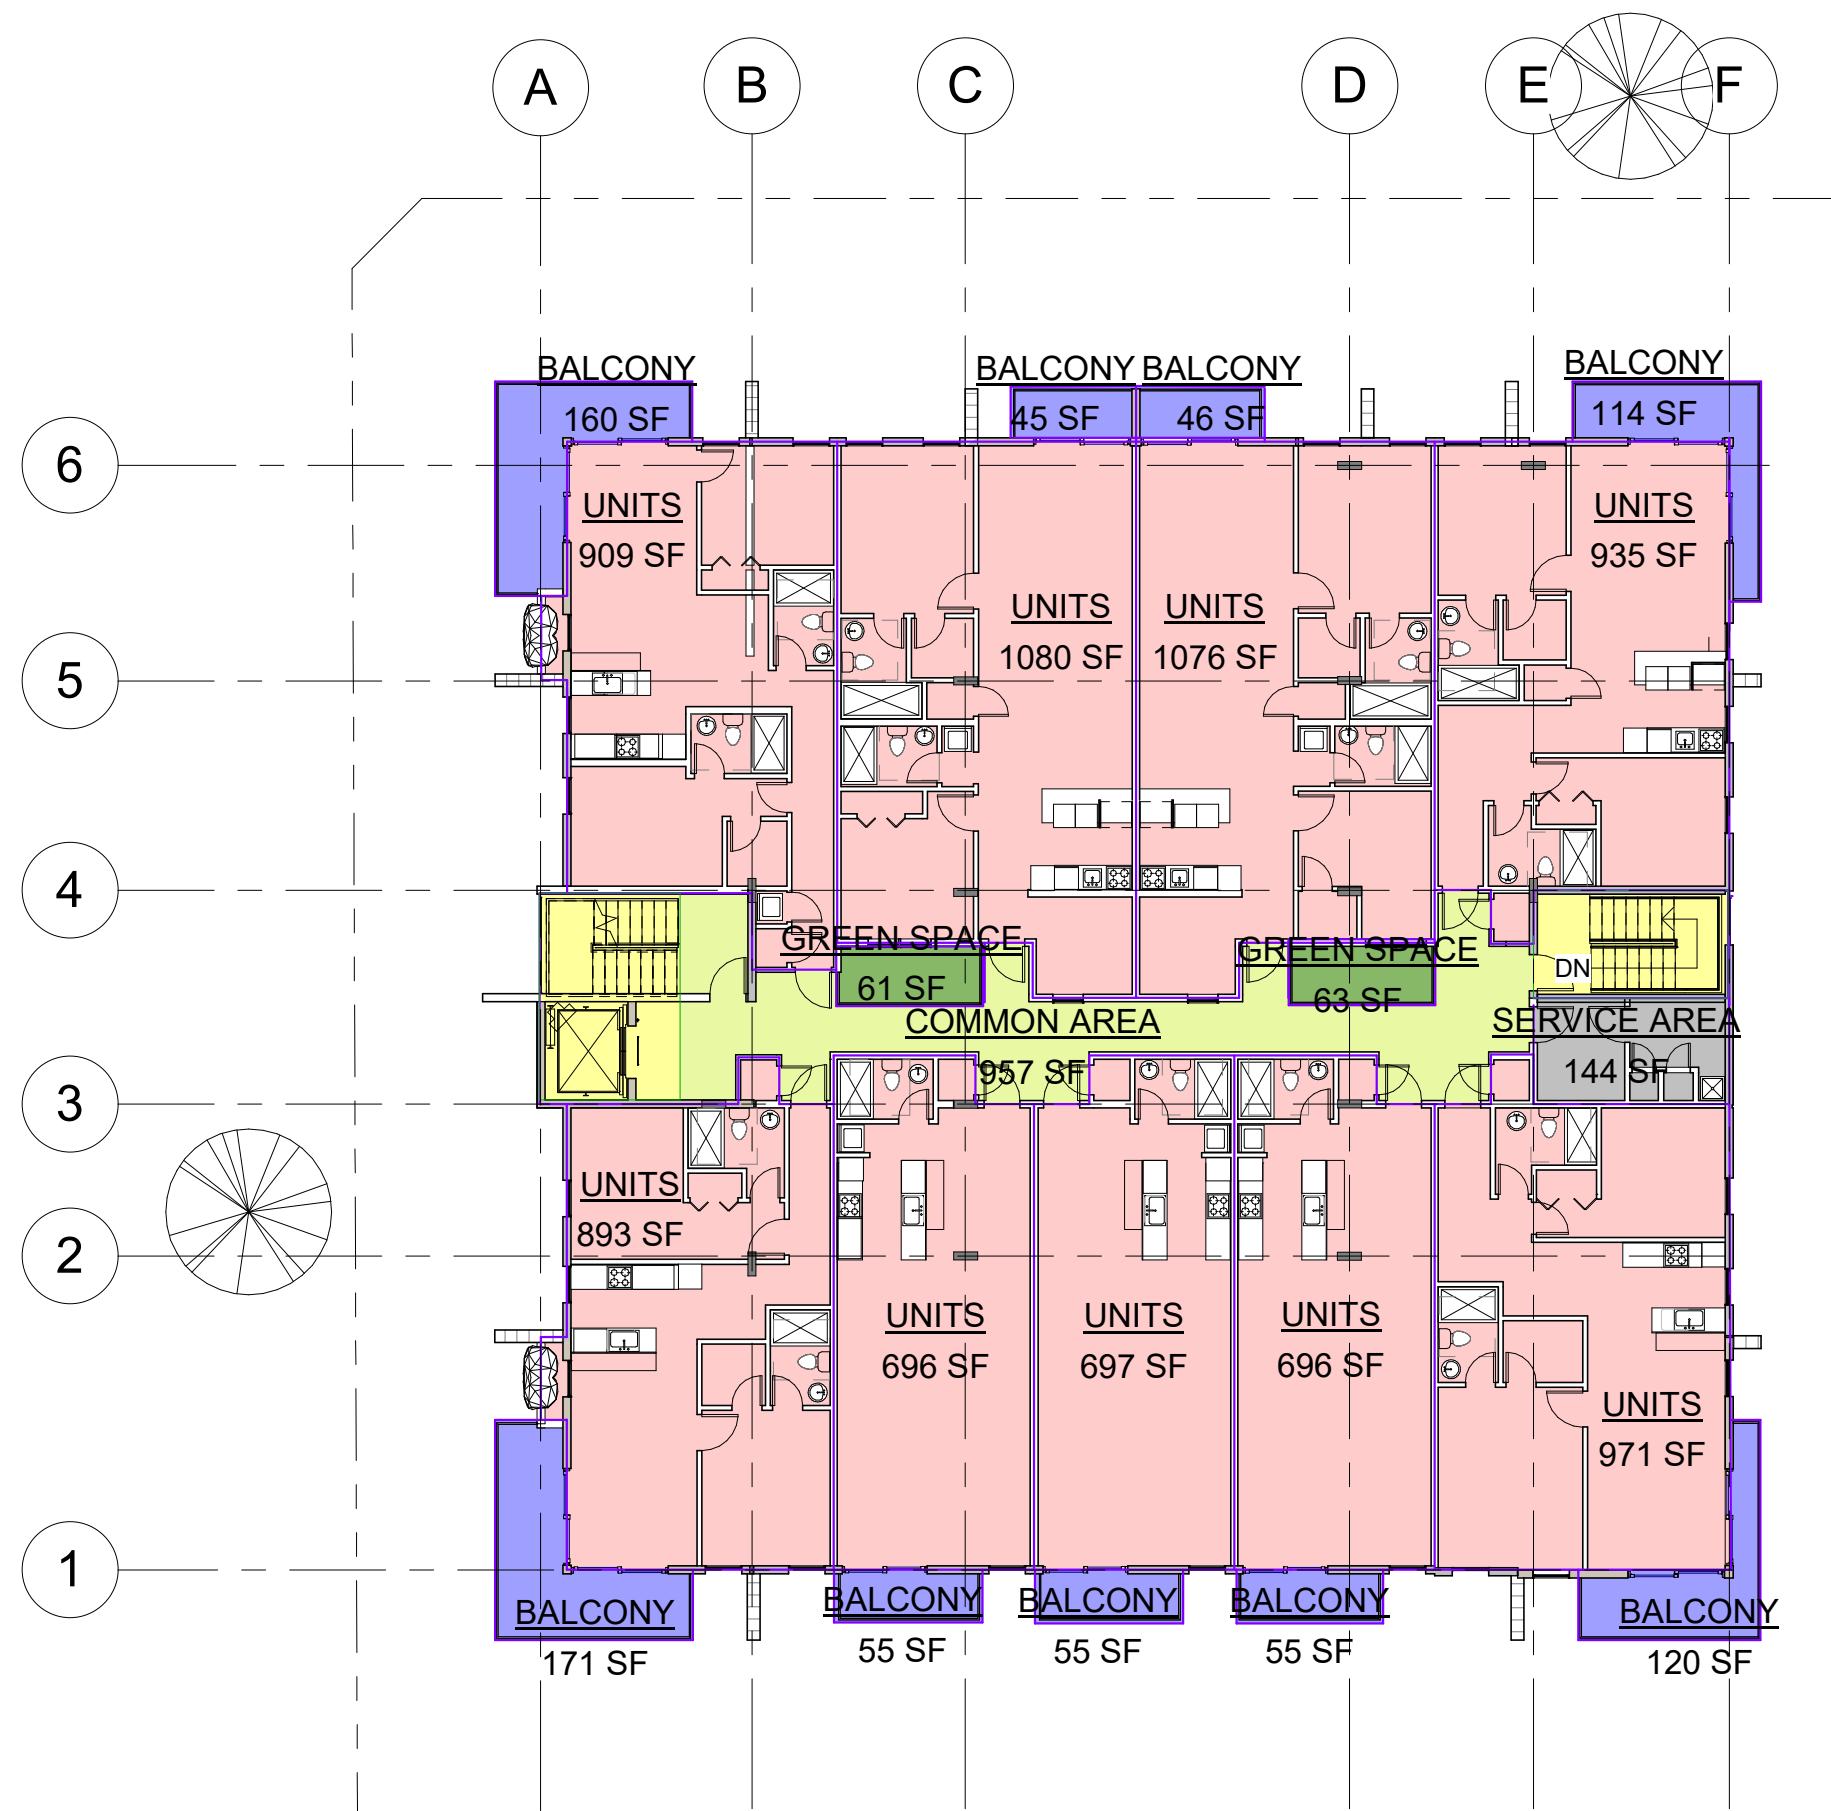 A
B
C
D
E
F
BALCONY
160 SF
BALCONY
45 SF
BALCONY
46 SF
BALCONY
114 SF
6
UNITS
909 SF
UNITS
935 SF
UNITS
1080 SF
UNITS
1076 SF
5
4
GREEN SPACE
61 SF
GREEN SPACE
63 SF
DN
COMMON AREA
957 SF
SERVICE AREA
144 SF
3
UNITS
893 SF
2
UNITS
696 SF
UNITS
697 SF
UNITS
696 SF
UNITS
971 SF
1
BALCONY
171 SF
BALCONY
55 SF
BALCONY
55 SF
BALCONY
55 SF
BALCONY
120 SF